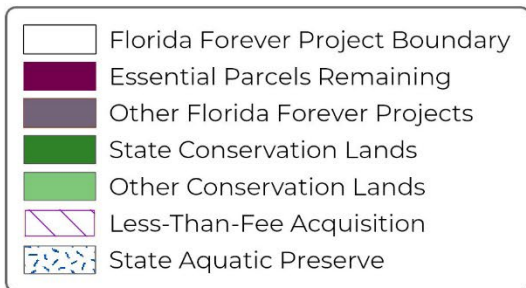 Florida Forever Project Boundary
Essential Parcels Remaining
Other Florida Forever Projects
State Conservation Lands
Other Conservation Lands
Less-Than-Fee Acquisition
State Aquatic Preserve